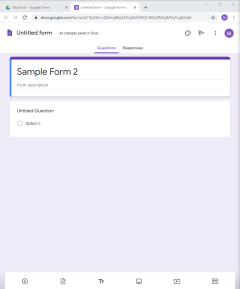 My Drive - Google Drive
Untitled form - Google Forms
Untitled form
All changes saved in Drive
M
Questions
Responses
Sample Form 2
Form description
Untitled Question
Option 1
Tr